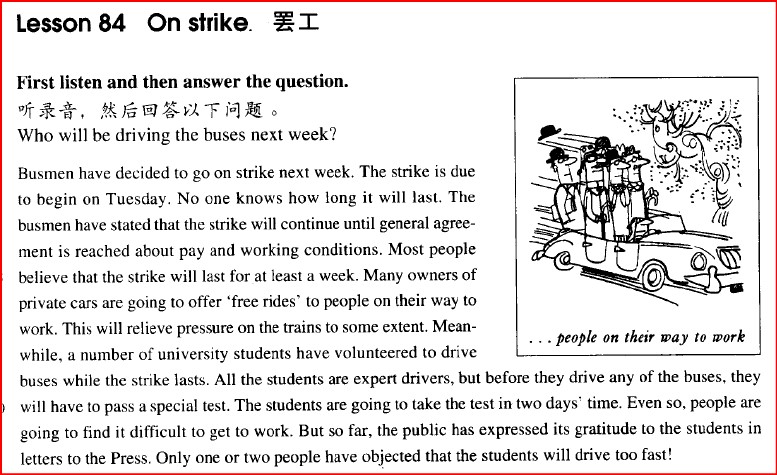 Lesson 84 On strike. 罢工
First listen and then answer the question.
听录音，然后回答以下问题。
Who will be driving the buses next week?
Busmen have decided to go on strike next week. The strike is due
to begin on Tuesday. No one knows how long it will last. The
busmen have stated that the strike will continue until general agree-
ment is reached about pay and working conditions. Most people
believe that the strike will last for at least a week. Many owners of
private cars are going to offer ‘free rides’ to people on their way to
work. This will relieve pressure on the trains to some extent. Mean-
while, a number of university students have volunteered to drive
buses while the strike lasts. All the students are expert drivers, but before they drive any of the buses, they
will have to pass a special test. The students are going to take the test in two days’ time. Even so, people are
going to find it difficult to get to work. But so far, the public has expressed its gratitude to the students in
letters to the Press. Only one or two people have objected that the students will drive too fast!
. . . people on their way to work